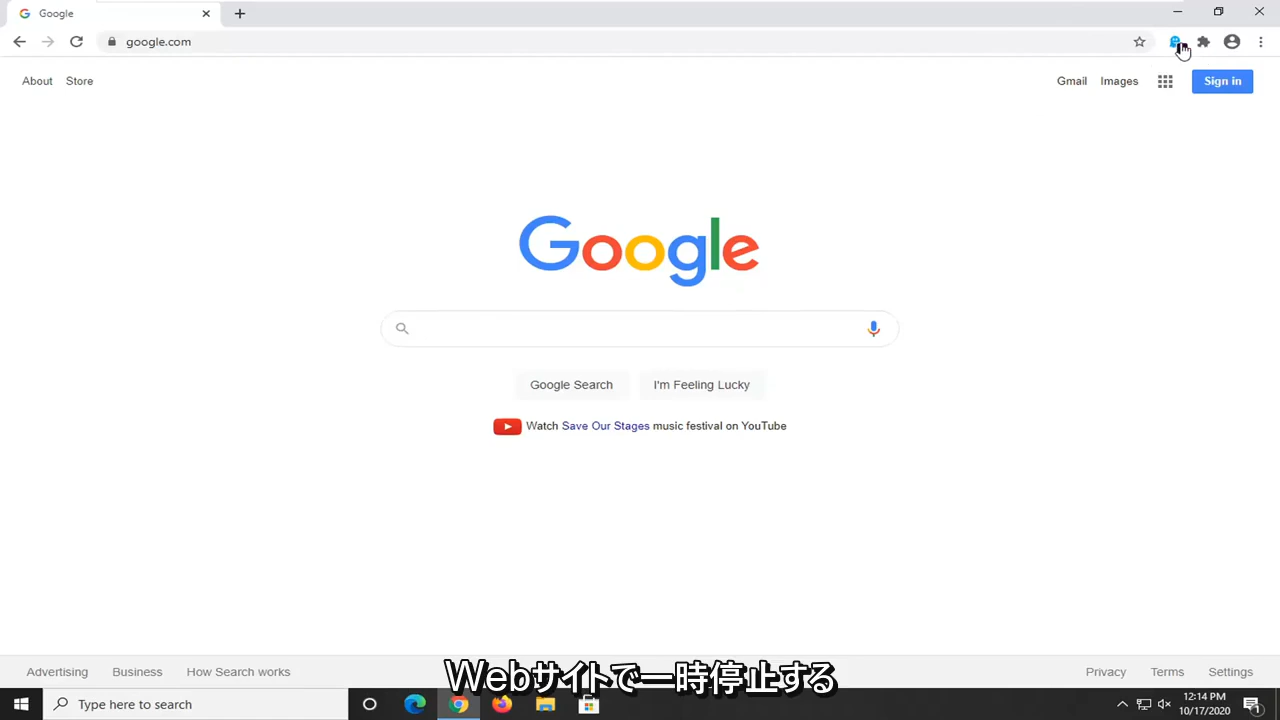 Google
google.com
About Store
Gmail Images
Sign in
Google
Google Search I'm Feeling Lucky
Watch Save Our Stages music festival on YouTube
Advertising Business How Search works
Privacy Terms Settings
Webサイトで一時停止する
Type here to search
12:14 PM
10/17/2020
1